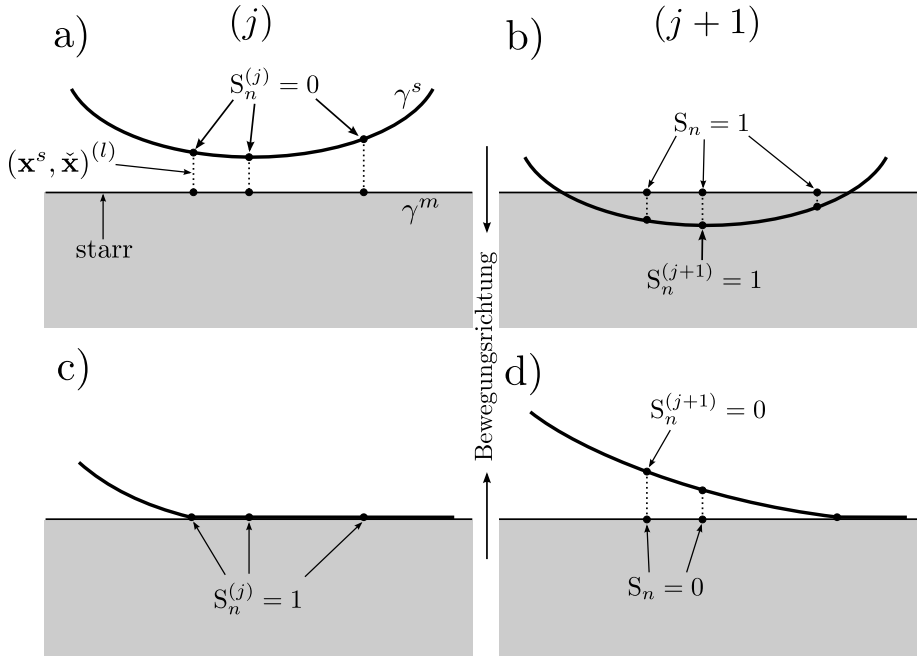 (j)
(j + 1)
a)
S_n^{(j)} = 0
γ^s
(x^s, x̌)^{(l)}
γ^m
starr
b)
S_n = 1
S_n^{(j+1)} = 1
Bewegungsrichtung
c)
S_n^{(j)} = 1
d)
S_n^{(j+1)} = 0
S_n = 0